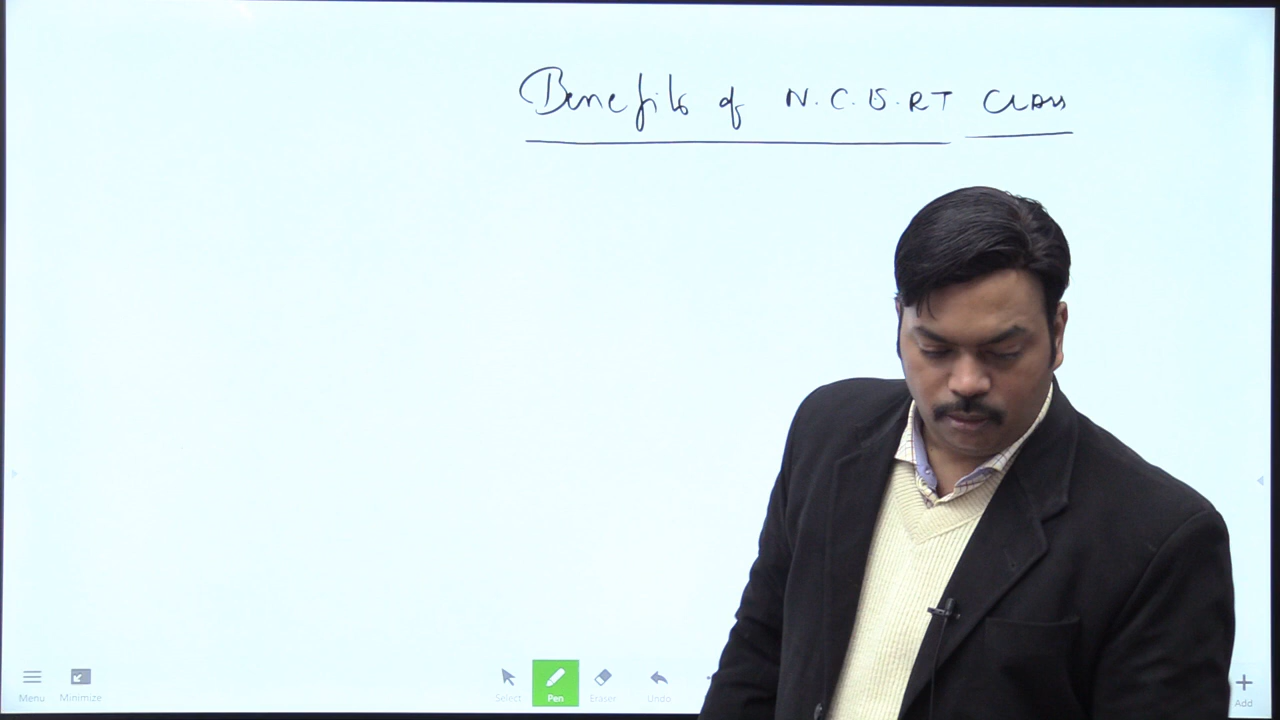 Benefits of N.C.E.RT Class
Menu
Minimize
Select
Pen
Eraser
Undo
Add